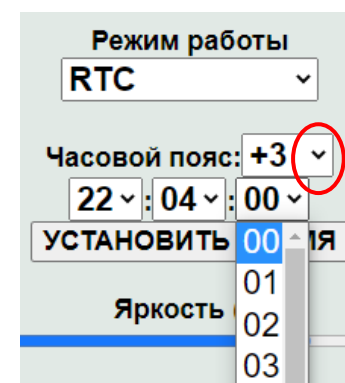 Режим работы
RTC
Часовой пояс: +3
22 : 04 : 00
УСТАНОВИТЬ
00
01
Яркость
02
03